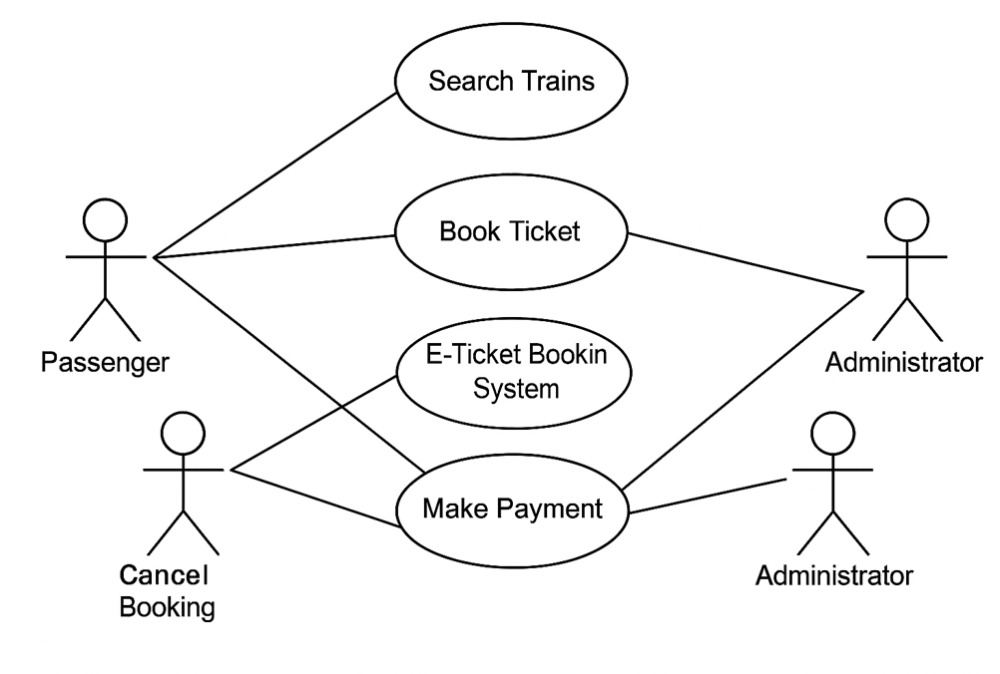 Search Trains
Book Ticket
E-Ticket Bookin
System
Make Payment
Passenger
Cancel
Booking
Administrator
Administrator